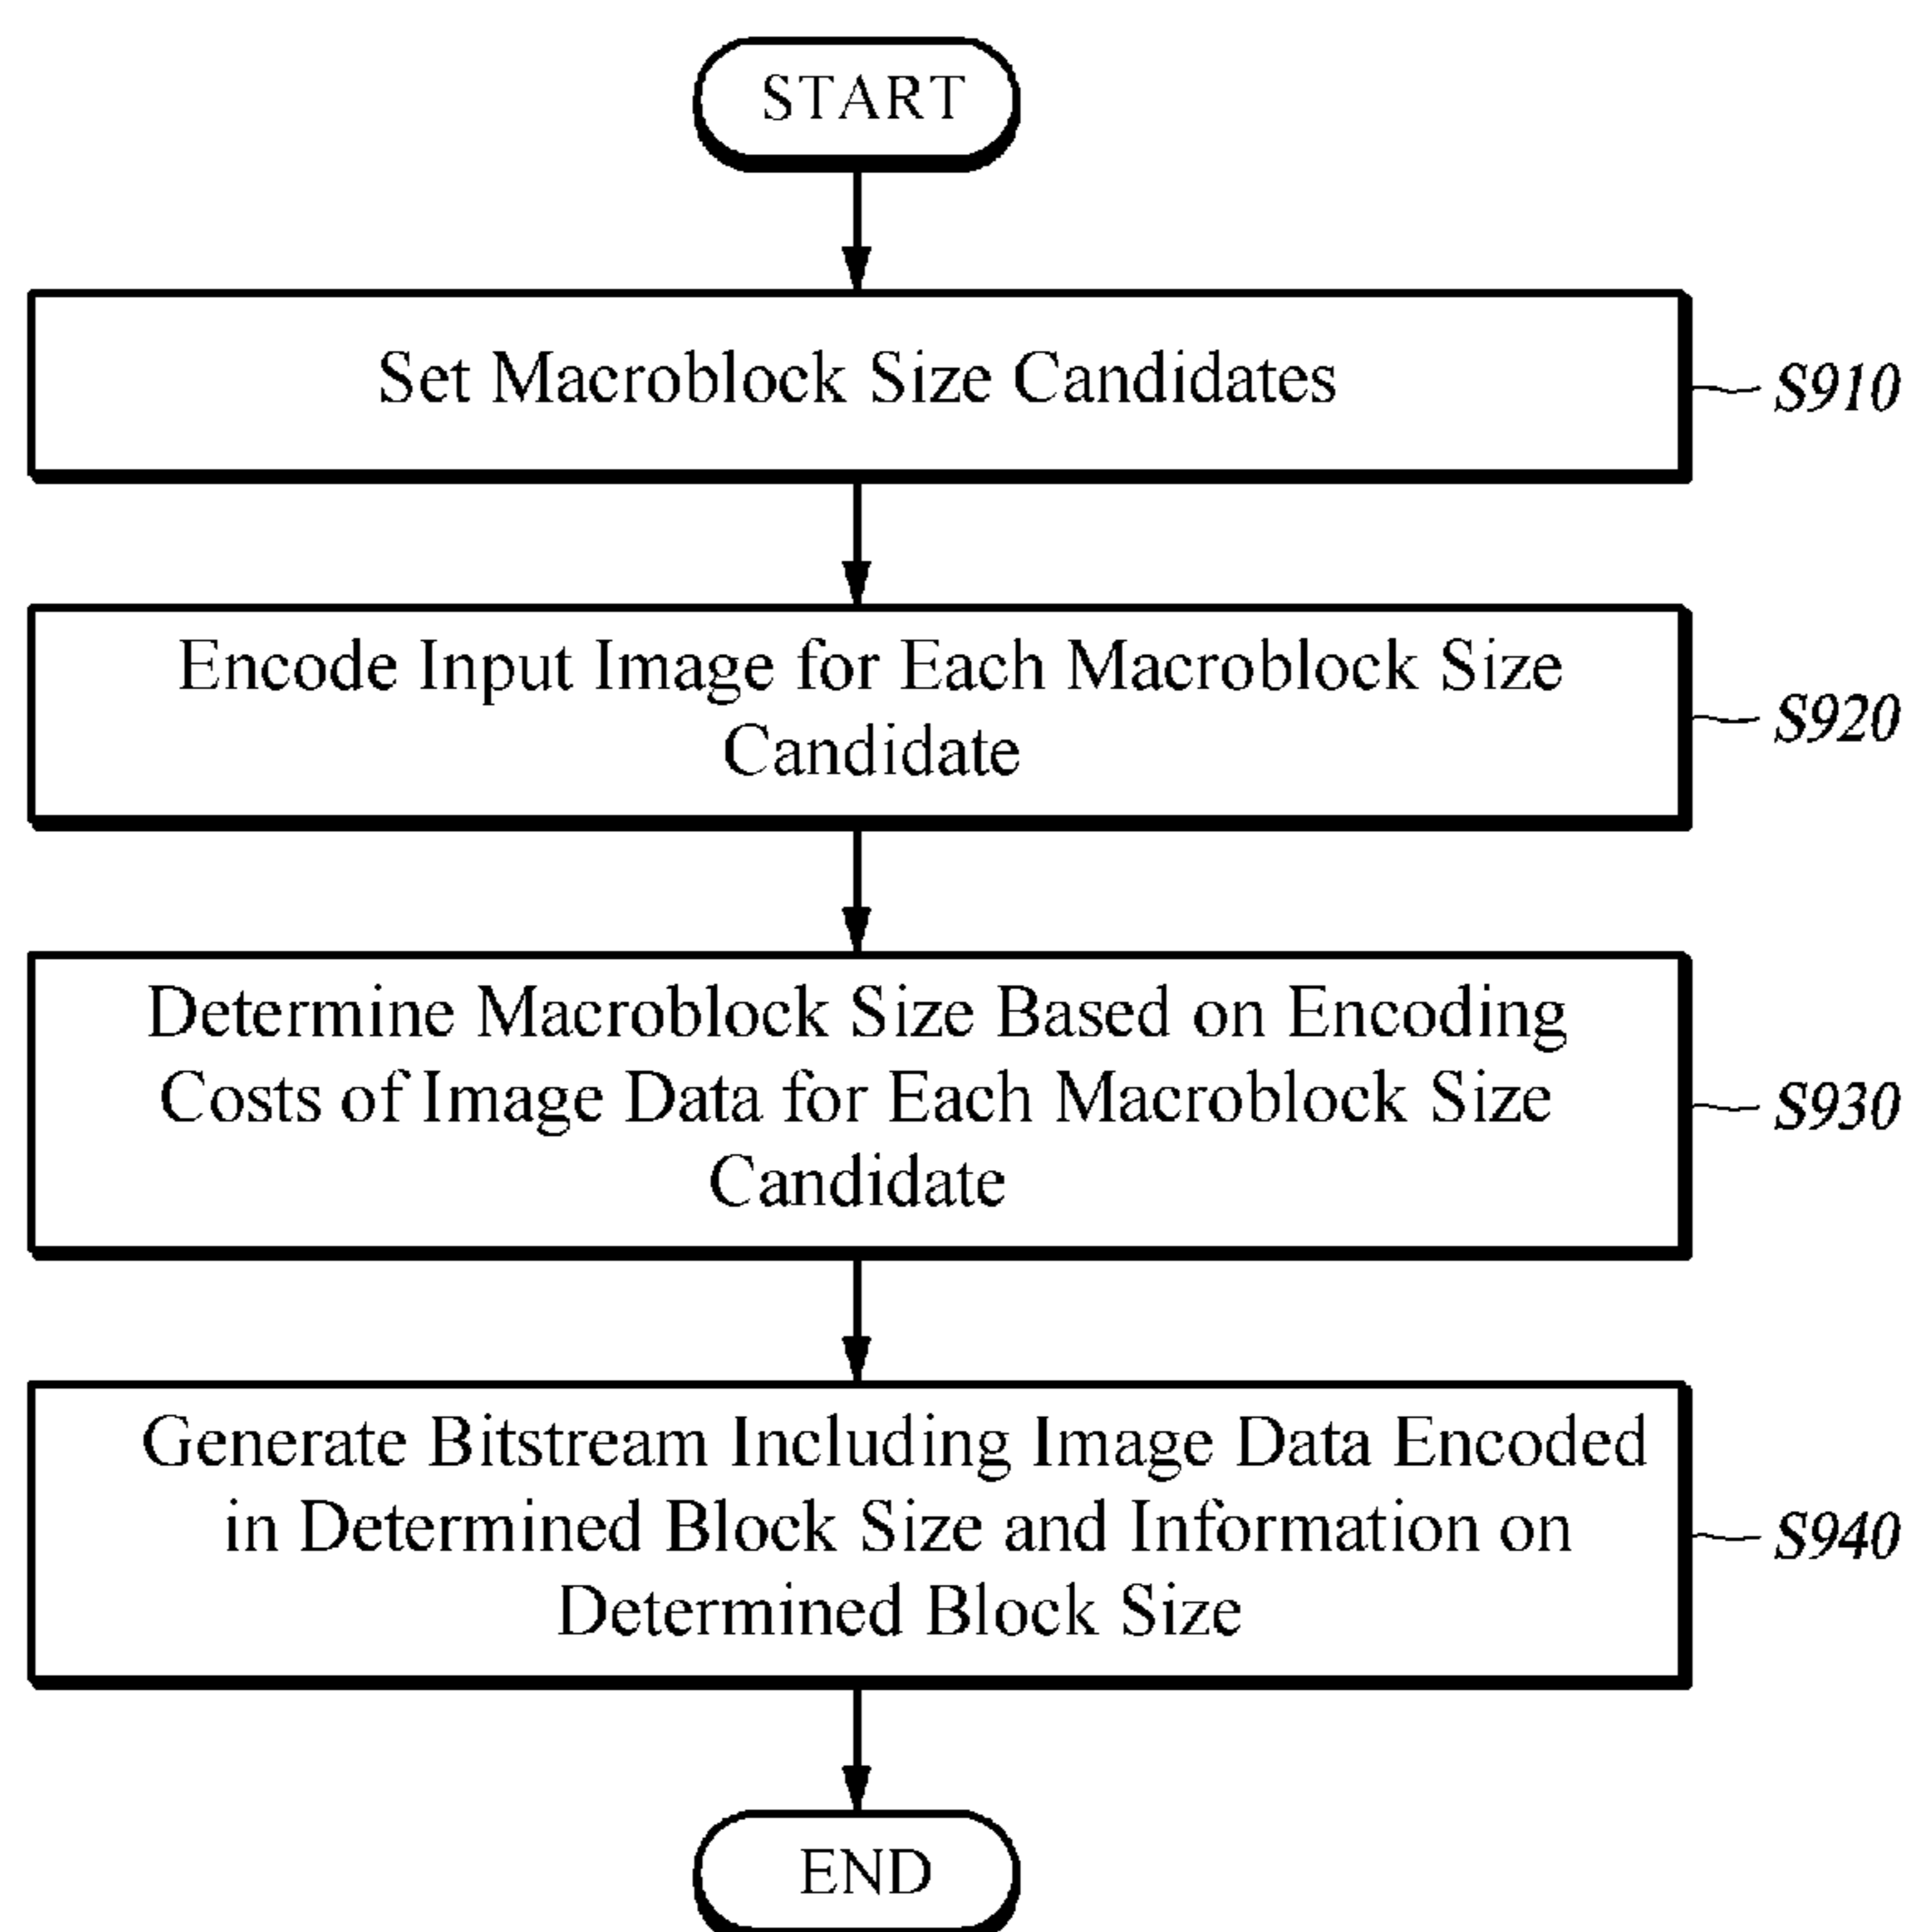 START
Set Macroblock Size Candidates
S910
Encode Input Image for Each Macroblock Size
Candidate
S920
Determine Macroblock Size Based on Encoding
Costs of Image Data for Each Macroblock Size
Candidate
S930
Generate Bitstream Including Image Data Encoded
in Determined Block Size and Information on
Determined Block Size
S940
END